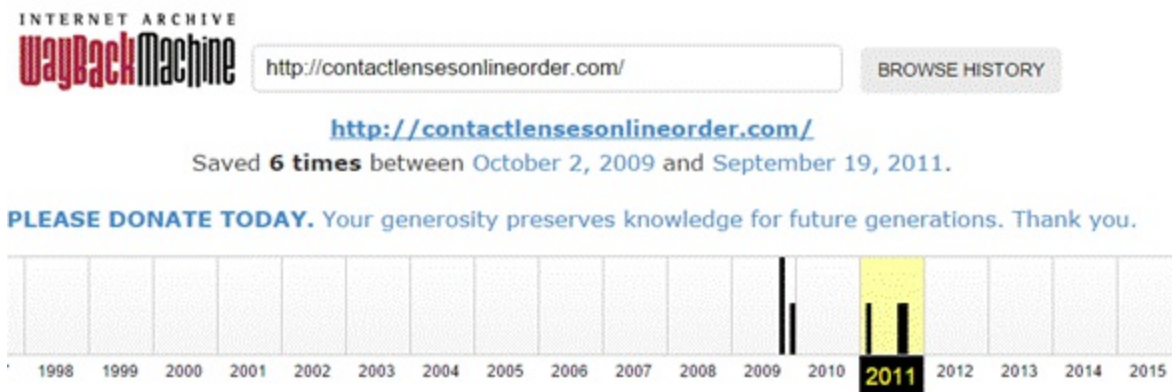 INTERNET ARCHIVE
WayBackMachine
http://contactlensesonlineorder.com/
BROWSE HISTORY
http://contactlensesonlineorder.com/
Saved 6 times between October 2, 2009 and September 19, 2011.
PLEASE DONATE TODAY. Your generosity preserves knowledge for future generations. Thank you.
1998 1999 2000 2001 2002 2003 2004 2005 2006 2007 2008 2009 2010 2011 2012 2013 2014 2015